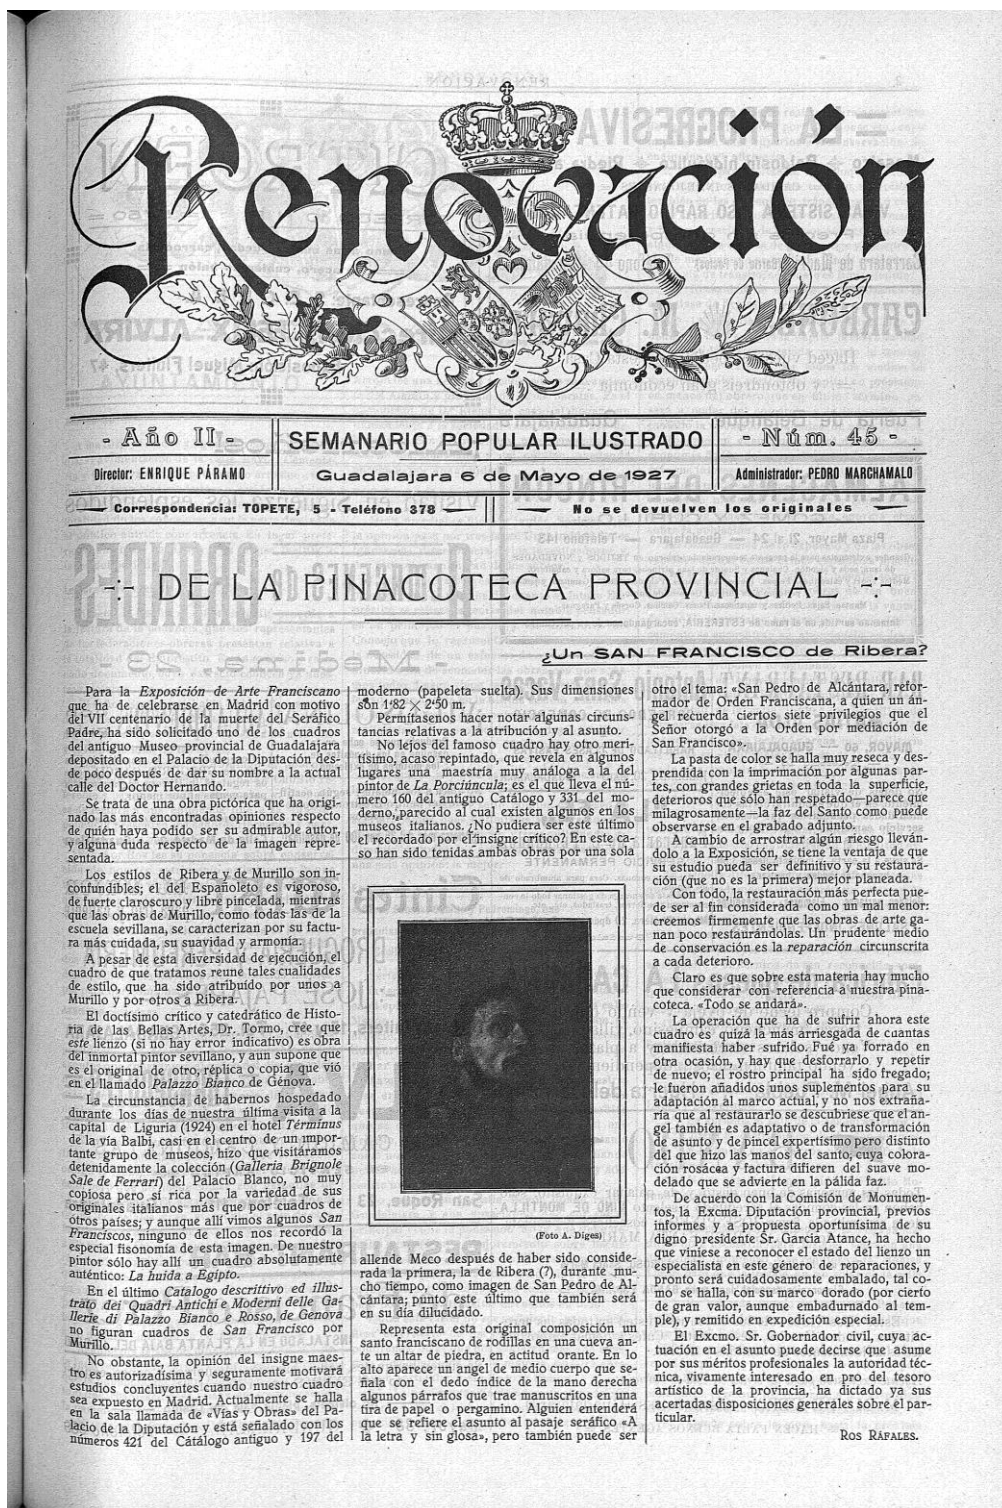 Renovación
- Año II -
Director: ENRIQUE PÁRAMO
SEMANARIO POPULAR ILUSTRADO
Guadalajara 6 de Mayo de 1927
- Núm. 45 -
Administrador: PEDRO MARCHAMALO
Correspondencia: TOPETE, 5 - Teléfono 378
No se devuelven los originales
DE LA PINACOTECA PROVINCIAL
¿Un SAN FRANCISCO de Ribera?
Para la Exposición de Arte Franciscano
que ha de celebrarse en Madrid con motivo
del VII centenario de la muerte del Seráfico
Padre, ha sido solicitado uno de los cuadros
del antiguo Museo provincial de Guadalajara
depositado en el Palacio de la Diputación des-
de poco después de dar su nombre a la actual
calle del Doctor Hernando.
Se trata de una obra pictórica que ha origi-
nado las más encontradas opiniones respecto
de quién haya podido ser su admirable autor,
y alguna duda respecto de la imagen repre-
sentada.
Los estilos de Ribera y de Murillo son in-
confundibles; el del Españoleto es vigoroso,
de fuerte claroscuro y libre pincelada, mientras
que las obras de Murillo, como todas las de la
escuela sevillana, se caracterizan por su factu-
ra más cuidada, su suavidad y armonía.
A pesar de esta diversidad de ejecución, el
cuadro de que tratamos reune tales cualidades
de estilo, que ha sido atribuido por unos a
Murillo y por otros a Ribera.
El doctísimo crítico y catedrático de Histo-
ria de las Bellas Artes, Dr. Tormo, cree que
este lienzo (si no hay error indicativo) es obra
del inmortal pintor sevillano, y aun supone que
es el original de otro, réplica o copia, que vió
en el llamado Palazzo Bianco de Génova.
La circunstancia de habernos hospedado
durante los días de nuestra última visita a la
capital de Liguria (1924) en el hotel Términus
de la vía Balbi, casi en el centro de un impor-
tante grupo de museos, hizo que visitáramos
detenidamente la colección (Galleria Brignole
Sale de Ferrari) del Palacio Blanco, no muy
copiosa pero sí rica por la variedad de sus
originales italianos más que por cuadros de
otros países; y aunque allí vimos algunos San
Franciscos, ninguno de ellos nos recordó la
especial fisonomía de esta imagen. De nuestro
pintor sólo hay allí un cuadro absolutamente
auténtico: La huida a Egipto.
En el último Catalogo descrittivo ed illus-
trato dei Quadri Antichi e Moderni delle Ga-
llerie di Palazzo Bianco e Rosso, de Génova
no figuran cuadros de San Francisco por
Murillo.
No obstante, la opinión del insigne maes-
tro es autorizadísima y seguramente motivará
estudios concluyentes cuando nuestro cuadro
sea expuesto en Madrid. Actualmente se halla
en la sala llamada de «Vías y Obras» del Pa-
lacio de la Diputación y está señalado con los
números 421 del Catálogo antiguo y 197 del
moderno (papeleta suelta). Sus dimensiones
son 1'82 × 2'50 m.
Permítasenos hacer notar algunas circuns
tancias relativas a la atribución y al asunto.
No lejos del famoso cuadro hay otro meri-
tísimo, acaso repintado, que revela en algunos
lugares una maestría muy análoga a la del
pintor de La Porciúncula; es el que lleva el nú-
mero 160 del antiguo Catálogo y 331 del mo-
derno, parecido al cual existen algunos en los
museos italianos. ¿No pudiera ser este último
el recordado por el insigne crítico? En este ca-
so han sido tenidas ambas obras por una sola
(Foto A. Diges)
allende Meco después de haber sido conside-
rada la primera, la de Ribera (?), durante mu-
cho tiempo, como imagen de San Pedro de Al-
cántara; punto este último que también será
en su día dilucidado.
Representa esta original composición un
santo franciscano de rodillas en una cueva an-
te un altar de piedra, en actitud orante. En lo
alto aparece un angel de medio cuerpo que se-
ñala con el dedo índice de la mano derecha
algunos párrafos que trae manuscritos en una
tira de papel o pergamino. Alguien entenderá
que se refiere el asunto al pasaje seráfico «A
la letra y sin glosa», pero también puede ser
otro el tema: «San Pedro de Alcántara, refor-
mador de Orden Franciscana, a quien un án-
gel recuerda ciertos siete privilegios que el
Señor otorgó a la Orden por mediación de
San Francisco».
La pasta de color se halla muy reseca y des-
prendida con la imprimación por algunas par-
tes, con grandes grietas en toda la superficie,
deterioros que sólo han respetado—parece que
milagrosamente—la faz del Santo como puede
observarse en el grabado adjunto.
A cambio de arrostrar algún riesgo lleván-
dolo a la Exposición, se tiene la ventaja de que
su estudio pueda ser definitivo y su restaura-
ción (que no es la primera) mejor planeada.
Con todo, la restauración más perfecta pue-
de ser al fin considerada como un mal menor:
creemos firmemente que las obras de arte ga-
nan poco restaurándolas. Un prudente medio
de conservación es la reparación circunscrita
a cada deterioro.
Claro es que sobre esta materia hay mucho
que considerar con referencia a nuestra pina-
coteca. «Todo se andará».
La operación que ha de sufrir ahora este
cuadro es quizá la más arriesgada de cuantas
manifiesta haber sufrido. Fué ya forrado en
otra ocasión, y hay que desforrarlo y repetir
de nuevo; el rostro principal ha sido fregado;
le fueron añadidos unos suplementos para su
adaptación al marco actual, y no nos extraña-
ría que al restaurarlo se descubriese que el an-
gel también es adaptativo o de transformación
de asunto y de pincel expertísimo pero distinto
del que hizo las manos del santo, cuya colora-
ción rosácea y factura difieren del suave mo-
delado que se advierte en la pálida faz.
De acuerdo con la Comisión de Monumen-
tos, la Excma. Diputación provincial, previos
informes y a propuesta oportunísima de su
digno presidente Sr. García Atance, ha hecho
que viniese a reconocer el estado del lienzo un
especialista en este género de reparaciones, y
pronto será cuidadosamente embalado, tal co-
mo se halla, con su marco dorado (por cierto
de gran valor, aunque embadurnado al tem-
ple), y remitido en expedición especial.
El Excmo. Sr. Gobernador civil, cuya ac-
tuación en el asunto puede decirse que asume
por sus méritos profesionales la autoridad téc-
nica, vivamente interesado en pro del tesoro
artístico de la provincia, ha dictado ya sus
acertadas disposiciones generales sobre el par-
ticular.
ROS RÁFALES.